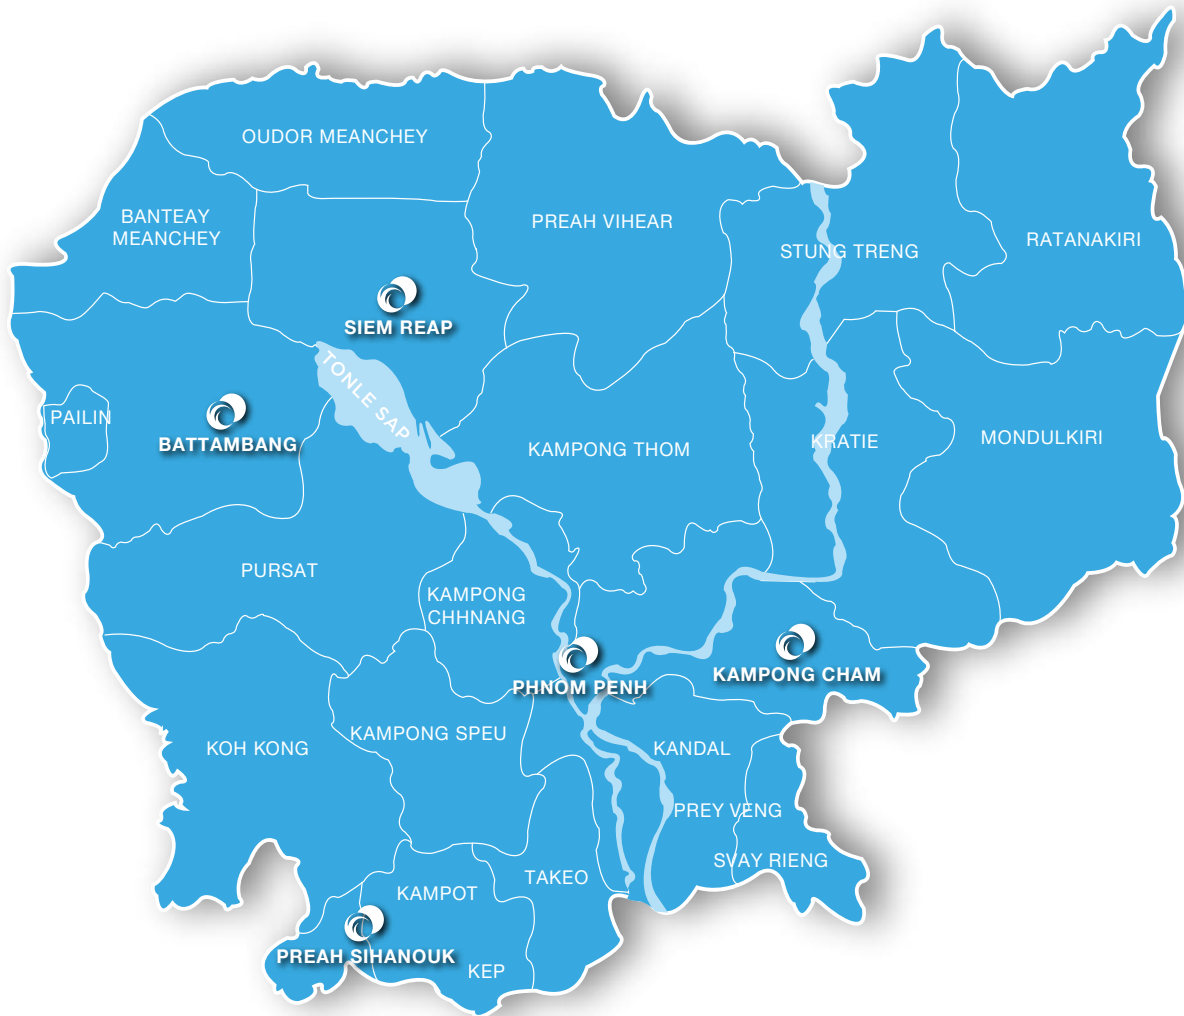 OUDOR MEANCHEY
BANTEAY
MEANCHEY
PREAH VIHEAR
STUNG TRENG
RATANAKIRI
SIEM REAP
TONLE SAP
PAILIN
BATTAMBANG
KAMPONG THOM
KRATIE
MONDULKIRI
PURSAT
KAMPONG
CHHNANG
PHNOM PENH
KAMPONG CHAM
KOH KONG
KAMPONG SPEU
KANDAL
PREY VENG
SVAY RIENG
TAKEO
KAMPOT
PREAH SIHANOUK
KEP